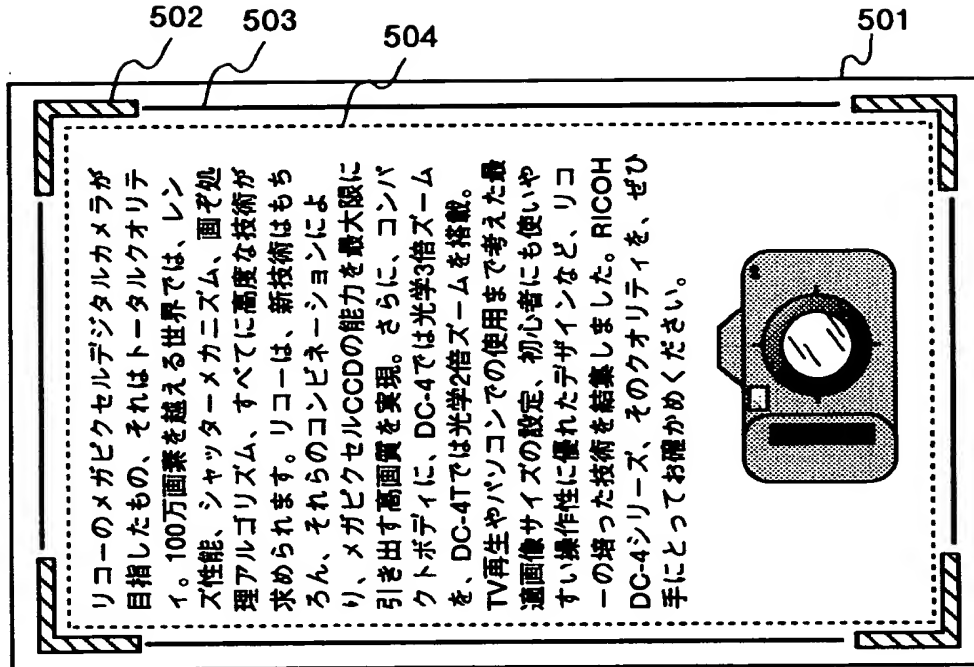 502
503
504
501
リコーのメガピクセルデジタルカメラが
目指したもの、それはトータルクオリテ
ィ。100万画素を越える世界では、レン
ズ性能、シャッターメカニズム、画ぞ処
理アルゴリズム、すべてに高度な技術が
求められます。リコーは、新技術はもち
ろん、それらのコンビネーションによ
り、メガピクセルCCDの能力を最大限に
引き出す高画質を実現。さらに、コンパ
クトボディに、DC-4では光学3倍ズーム
を、DC-4Tでは光学2倍ズームを搭載。
TV再生やパソコンでの使用まで考えた最
適画像サイズの設定、初心者にも使いや
すい操作性に優れたデザインなど、リコ
ーの培った技術を結集しました。RICOH
DC-4シリーズ、そのクオリティを、ぜひ
手にとってお確かめください。